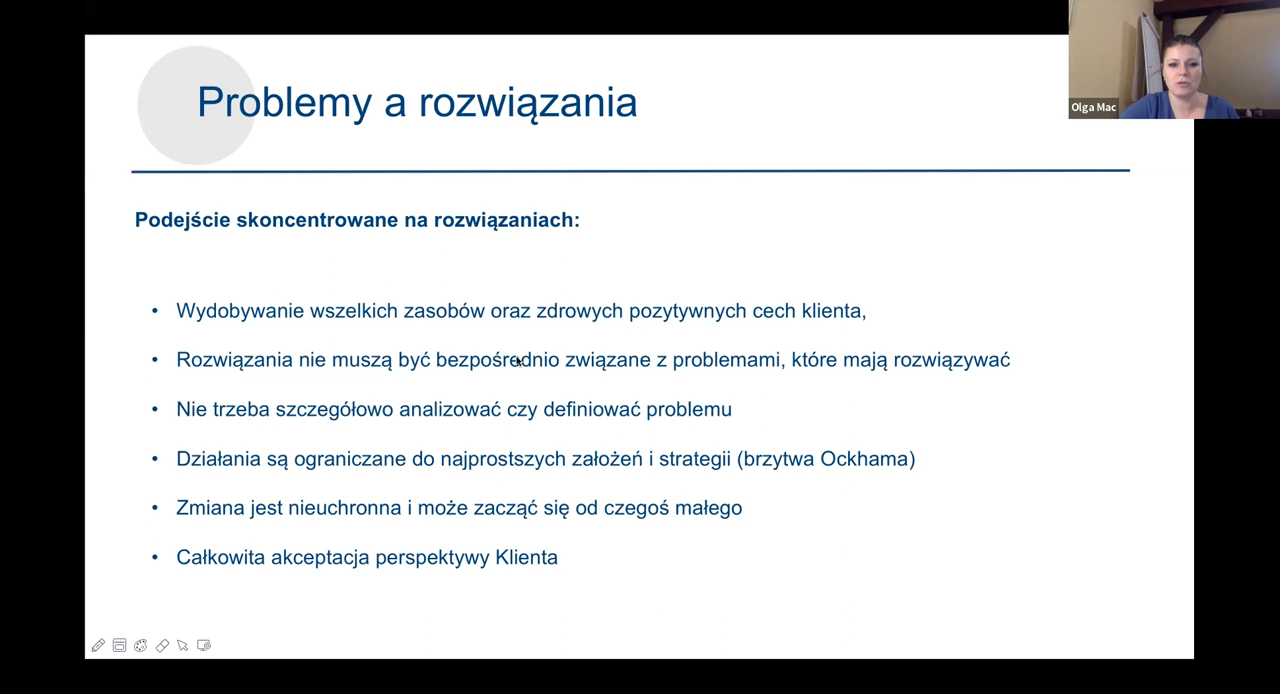 Problemy a rozwiązania
Olga Mac
Podejście skoncentrowane na rozwiązaniach:
• Wydobywanie wszelkich zasobów oraz zdrowych pozytywnych cech klienta,
• Rozwiązania nie muszą być bezpośrednio związane z problemami, które mają rozwiązywać
• Nie trzeba szczegółowo analizować czy definiować problemu
• Działania są ograniczane do najprostszych założeń i strategii (brzytwa Ockhama)
• Zmiana jest nieuchronna i może zacząć się od czegoś małego
• Całkowita akceptacja perspektywy Klienta